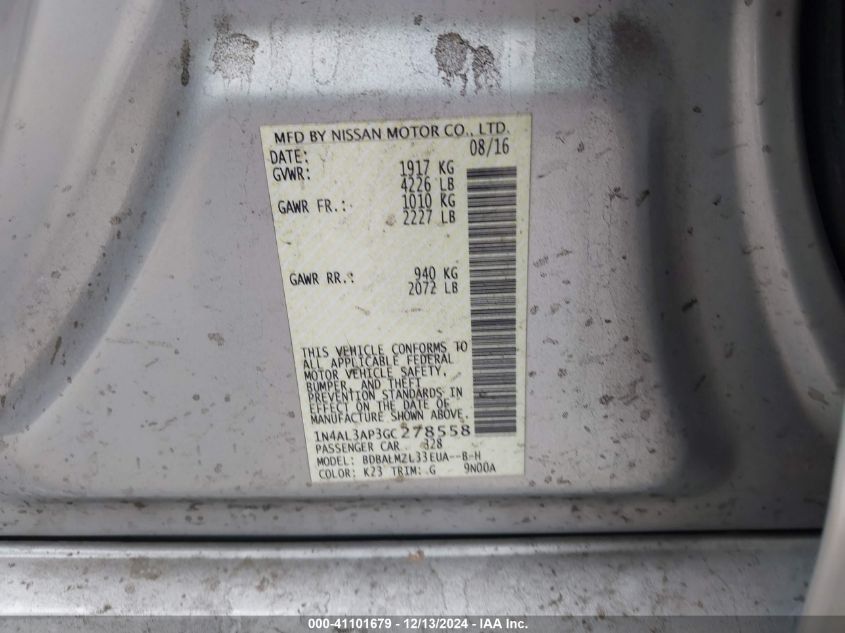 MFD BY NISSAN MOTOR CO., LTD.
DATE: 08/16
GVWR: 1917 KG
4226 LB
GAWR FR.: 1010 KG
2227 LB
GAWR RR.: 940 KG
2072 LB
THIS VEHICLE CONFORMS TO
ALL APPLICABLE FEDERAL
MOTOR VEHICLE SAFETY,
BUMPER, AND THEFT
PREVENTION STANDARDS IN
EFFECT ON THE DATE OF
MANUFACTURE SHOWN ABOVE.
1N4AL3AP3GC278558
PASSENGER CAR 328
MODEL: BDBALMZL33EUA--B-H
COLOR: K23 TRIM: G 9N00A
000-41101679 - 12/13/2024 - IAA Inc.